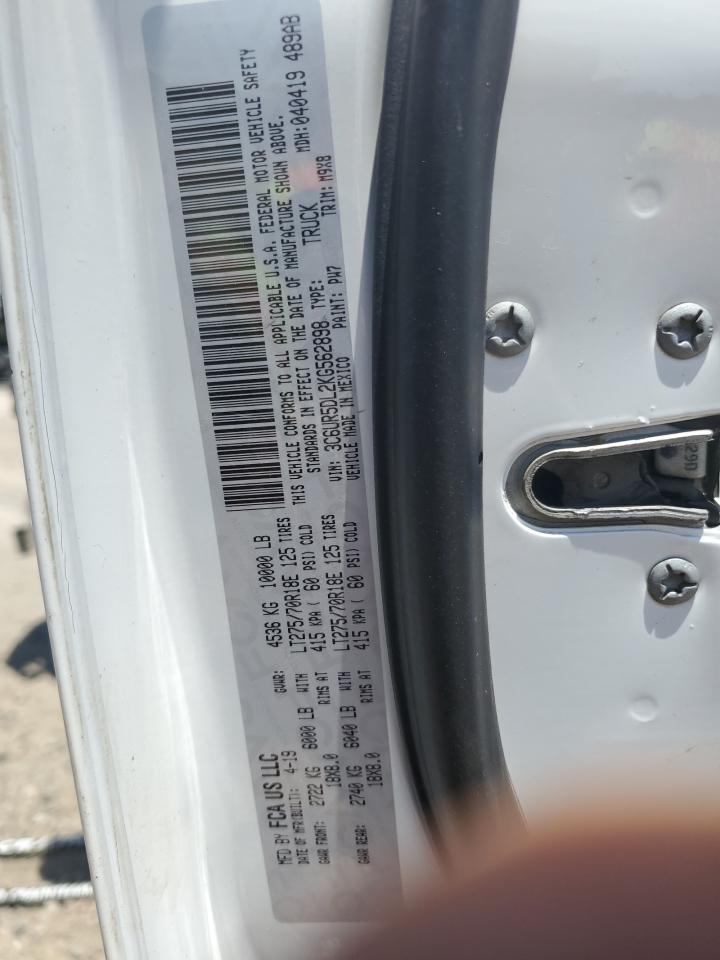 MFD BY FCA US LLC
DATE OF MFR(BUILT): 4-19 GVWR: 4536 KG 10000 LB
GAWR FRONT: 2722 KG 6000 LB WITH LT275/70R18E 125 TIRES
18X8.0 RIMS AT 415 KPA ( 60 PSI) COLD
GAWR REAR: 2740 KG 6040 LB WITH LT275/70R18E 125 TIRES
18X8.0 RIMS AT 415 KPA ( 60 PSI) COLD
THIS VEHICLE CONFORMS TO ALL APPLICABLE U.S.A. FEDERAL MOTOR VEHICLE SAFETY
STANDARDS IN EFFECT ON THE DATE OF MANUFACTURE SHOWN ABOVE.
VIN: 3C6UR5DL2KG562898 TYPE: TRUCK MDH:040419 489AB
VEHICLE MADE IN MEXICO PAINT: PW7 TRIM: M9X8
29D